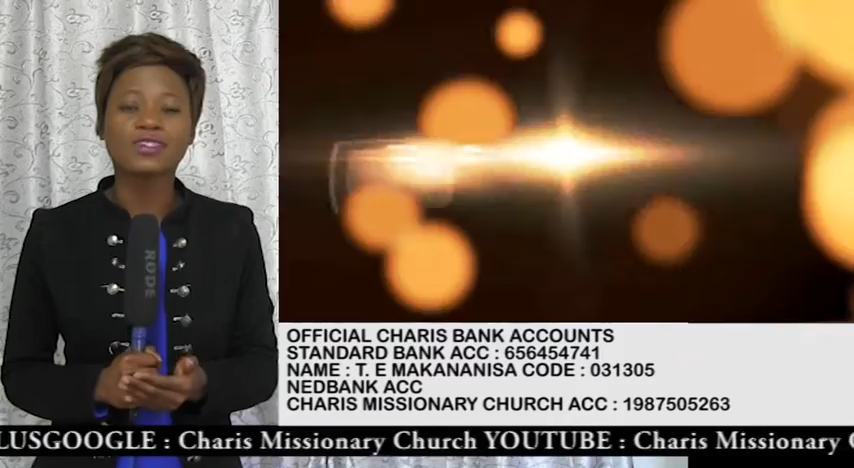 RODE
OFFICIAL CHARIS BANK ACCOUNTS
STANDARD BANK ACC : 656454741
NAME : T. E MAKANANISA CODE : 031305
NEDBANK ACC
CHARIS MISSIONARY CHURCH ACC : 1987505263
LUSGOOGLE : Charis Missionary Church YOUTUBE : Charis Missionary C